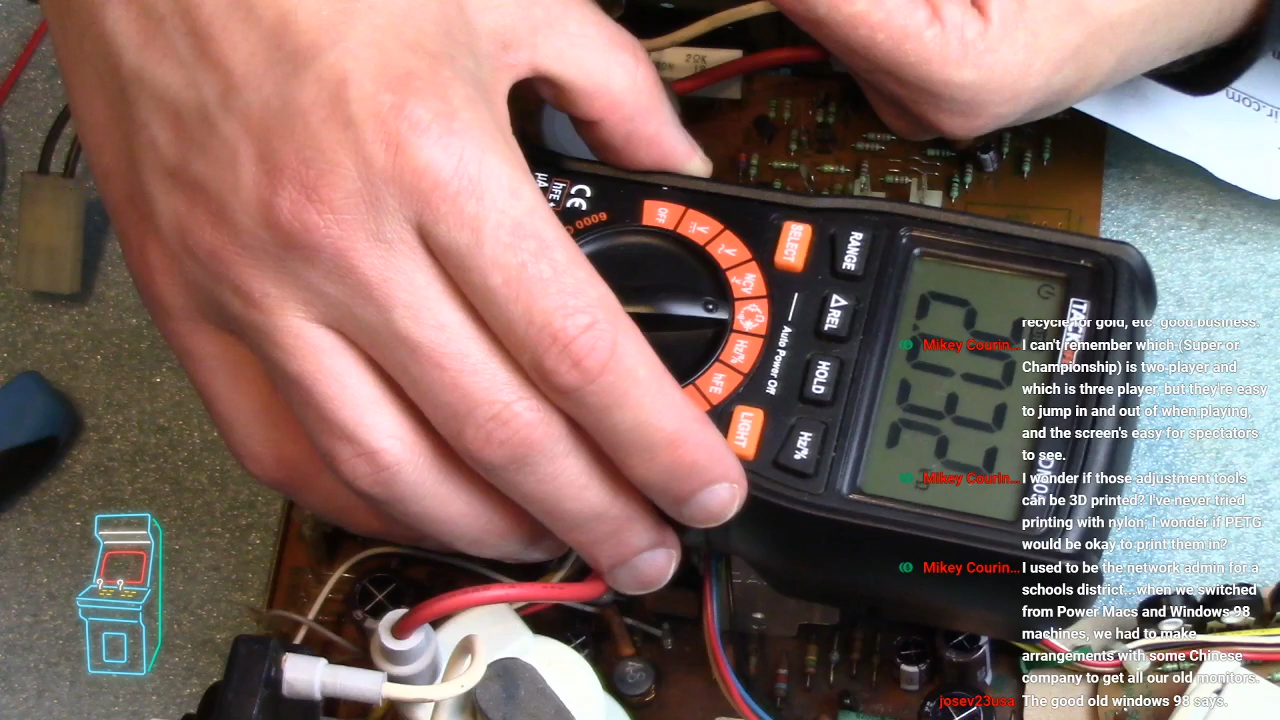 2ΩK
6000
CE
hFE
µA
OFF
V
V
NCV
Hz/%
hFE
SELECT
RANGE
△REL
HOLD
Hz/%
LIGHT
Auto Power Off
Ω
recycle for gold, etc, good business.
Mikey Courin... I can't remember which (Super or
Championship) is two-player and
which is three player, but they're easy
to jump in and out of when playing,
and the screen's easy for spectators
to see.
Mikey Courin... I wonder if those adjustment tools
can be 3D printed? I've never tried
printing with nylon; I wonder if PETG
would be okay to print them in?
Mikey Courin... I used to be the network admin for a
schools district...when we switched
from Power Macs and Windows 98
machines, we had to make
arrangements with some Chinese
company to get all our old monitors.
josev23usa The good old windows 98 says.